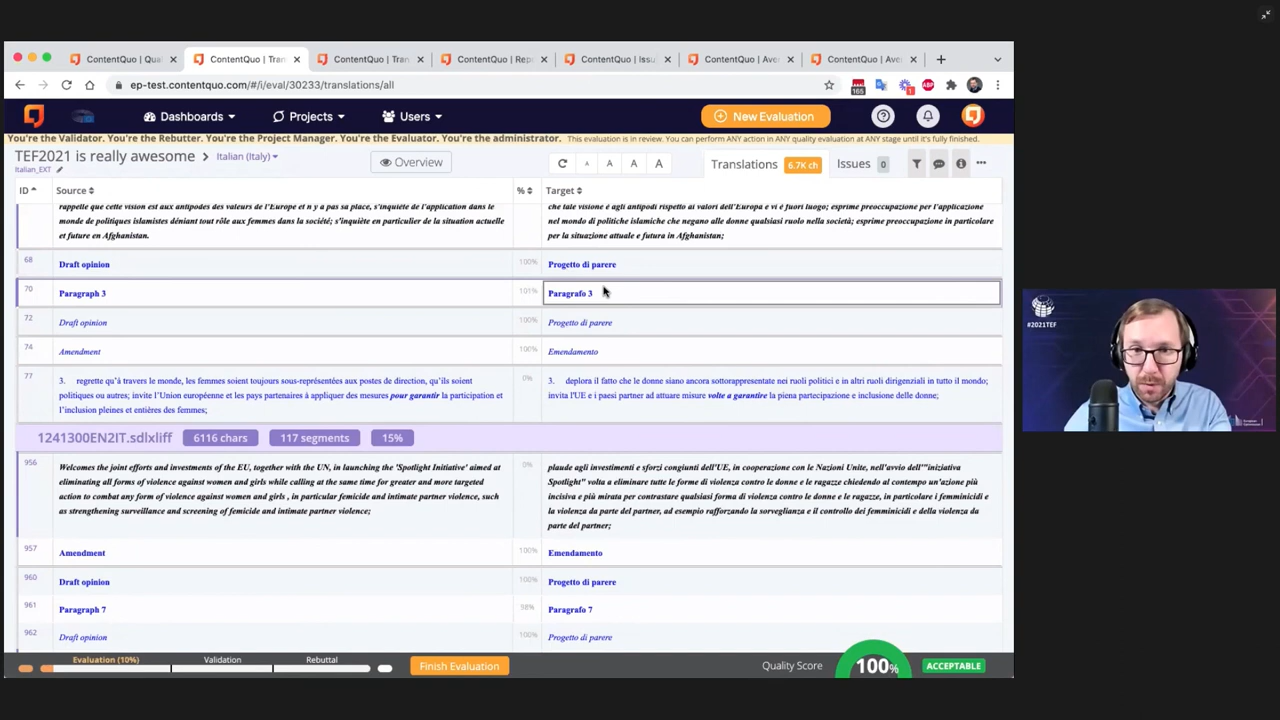 ContentQuo | Qual
ContentQuo | Tran
ContentQuo | Tran
ContentQuo | Rep
ContentQuo | Issu
ContentQuo | Ave
ContentQuo | Ave
ep-test.contentquo.com/#/i/eval/30233/translations/all
165
1
ABP
Dashboards
Projects
Users
New Evaluation
You're the Validator. You're the Rebutter. You're the Project Manager. You're the Evaluator. You're the administrator. This evaluation is in review. You can perform ANY action in ANY quality evaluation at ANY stage until it's fully finished.
TEF2021 is really awesome > Italian (Italy)
Italian_EXT
Overview
A A A A
Translations 6.7K ch
Issues 0
ID Source % Target
rappelle que cette vision est aux antipodes des valeurs de l'Europe et n y a pas sa place, s'inquiète de l'application dans le
monde de politiques islamistes déniant tout rôle aux femmes dans la société; s'inquiète en particulier de la situation actuelle
et future en Afghanistan.
che tale visione è agli antipodi rispetto ai valori dell'Europa e vi è fuori luogo; esprime preoccupazione per l'applicazione
nel mondo di politiche islamiche che negano alle donne qualsiasi ruolo nella società; esprime preoccupazione in particolare
per la situazione attuale e futura in Afghanistan;
68 Draft opinion 100% Progetto di parere
70 Paragraph 3 101% Paragrafo 3
72 Draft opinion 100% Progetto di parere
74 Amendment 100% Emendamento
77 3. regrette qu'à travers le monde, les femmes soient toujours sous-représentées aux postes de direction, qu'ils soient
politiques ou autres; invite l'Union européenne et les pays partenaires à appliquer des mesures pour garantir la participation et
l'inclusion pleines et entières des femmes;
0% 3. deplora il fatto che le donne siano ancora sottorappresentate nei ruoli politici e in altri ruoli dirigenziali in tutto il mondo;
invita l'UE e i paesi partner ad attuare misure volte a garantire la piena partecipazione e inclusione delle donne;
1241300EN2IT.sdlxliff 6116 chars 117 segments 15%
956 Welcomes the joint efforts and investments of the EU, together with the UN, in launching the 'Spotlight Initiative' aimed at
eliminating all forms of violence against women and girls while calling at the same time for greater and more targeted
action to combat any form of violence against women and girls , in particular femicide and intimate partner violence, such
as strengthening surveillance and screening of femicide and intimate partner violence;
0% plaude agli investimenti e sforzi congiunti dell'UE, in cooperazione con le Nazioni Unite, nell'avvio dell'"iniziativa
Spotlight" volta a eliminare tutte le forme di violenza contro le donne e le ragazze chiedendo al contempo un'azione più
incisiva e più mirata per contrastare qualsiasi forma di violenza contro le donne e le ragazze, in particolare i femminicidi e
la violenza da parte del partner, ad esempio rafforzando la sorveglianza e il controllo dei femminicidi e della violenza da
parte del partner;
957 Amendment 100% Emendamento
960 Draft opinion 100% Progetto di parere
961 Paragraph 7 98% Paragrafo 7
962 Draft opinion 100% Progetto di parere
Evaluation (10%)
Validation
Rebuttal
Finish Evaluation
Quality Score 100% ACCEPTABLE
#2021TEF